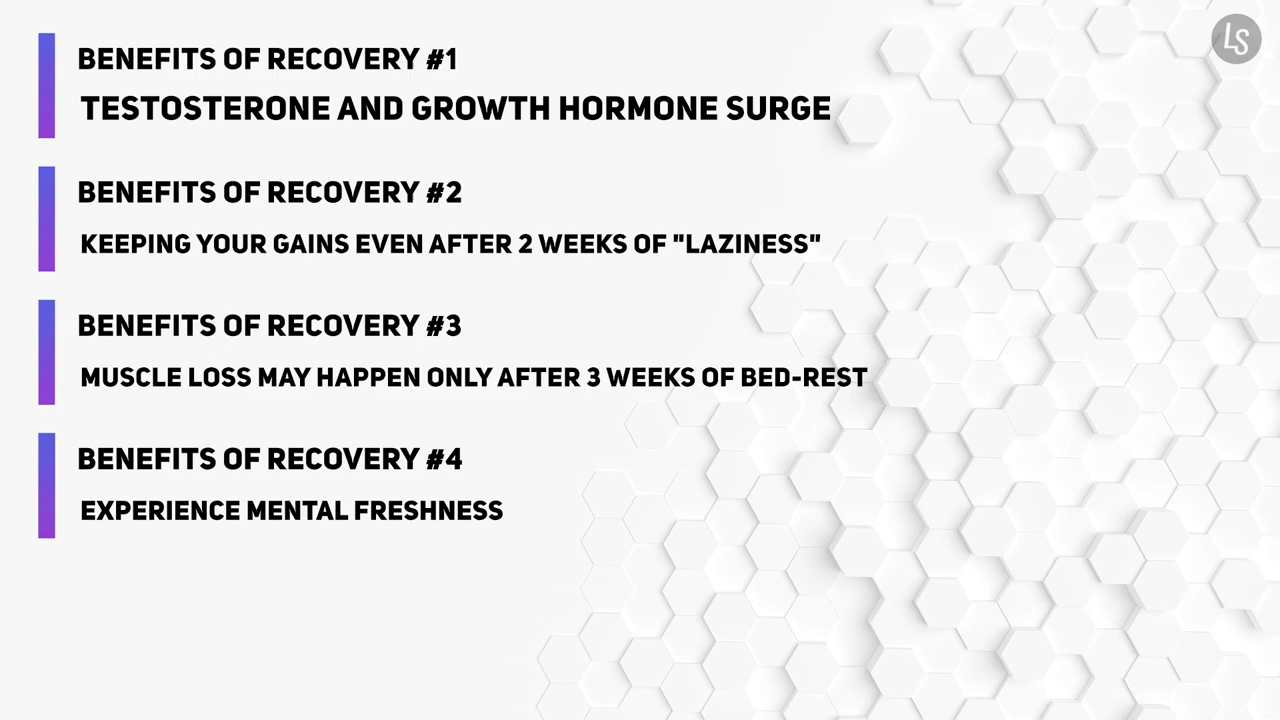 BENEFITS OF RECOVERY #1
TESTOSTERONE AND GROWTH HORMONE SURGE
BENEFITS OF RECOVERY #2
KEEPING YOUR GAINS EVEN AFTER 2 WEEKS OF "LAZINESS"
BENEFITS OF RECOVERY #3
MUSCLE LOSS MAY HAPPEN ONLY AFTER 3 WEEKS OF BED-REST
BENEFITS OF RECOVERY #4
EXPERIENCE MENTAL FRESHNESS
LS